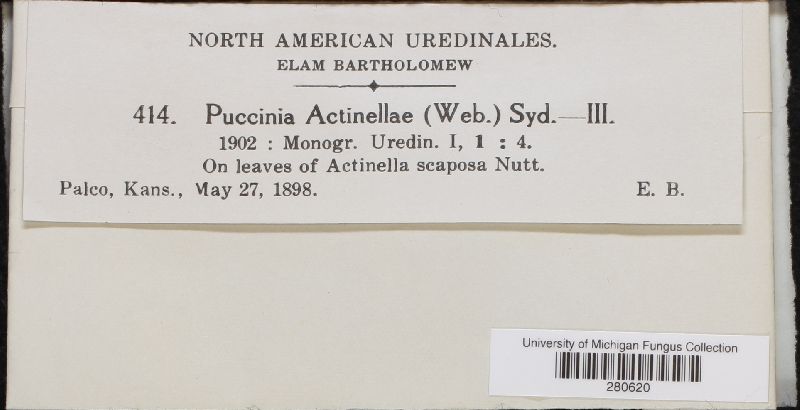 NORTH AMERICAN UREDINALES.
ELAM BARTHOLOMEW
414. Puccinia Actinellae (Web.) Syd.—III.
1902 : Monogr. Uredin. I, 1 : 4.
On leaves of Actinella scaposa Nutt.
Palco, Kans., May 27, 1898. E. B.
University of Michigan Fungus Collection
280620